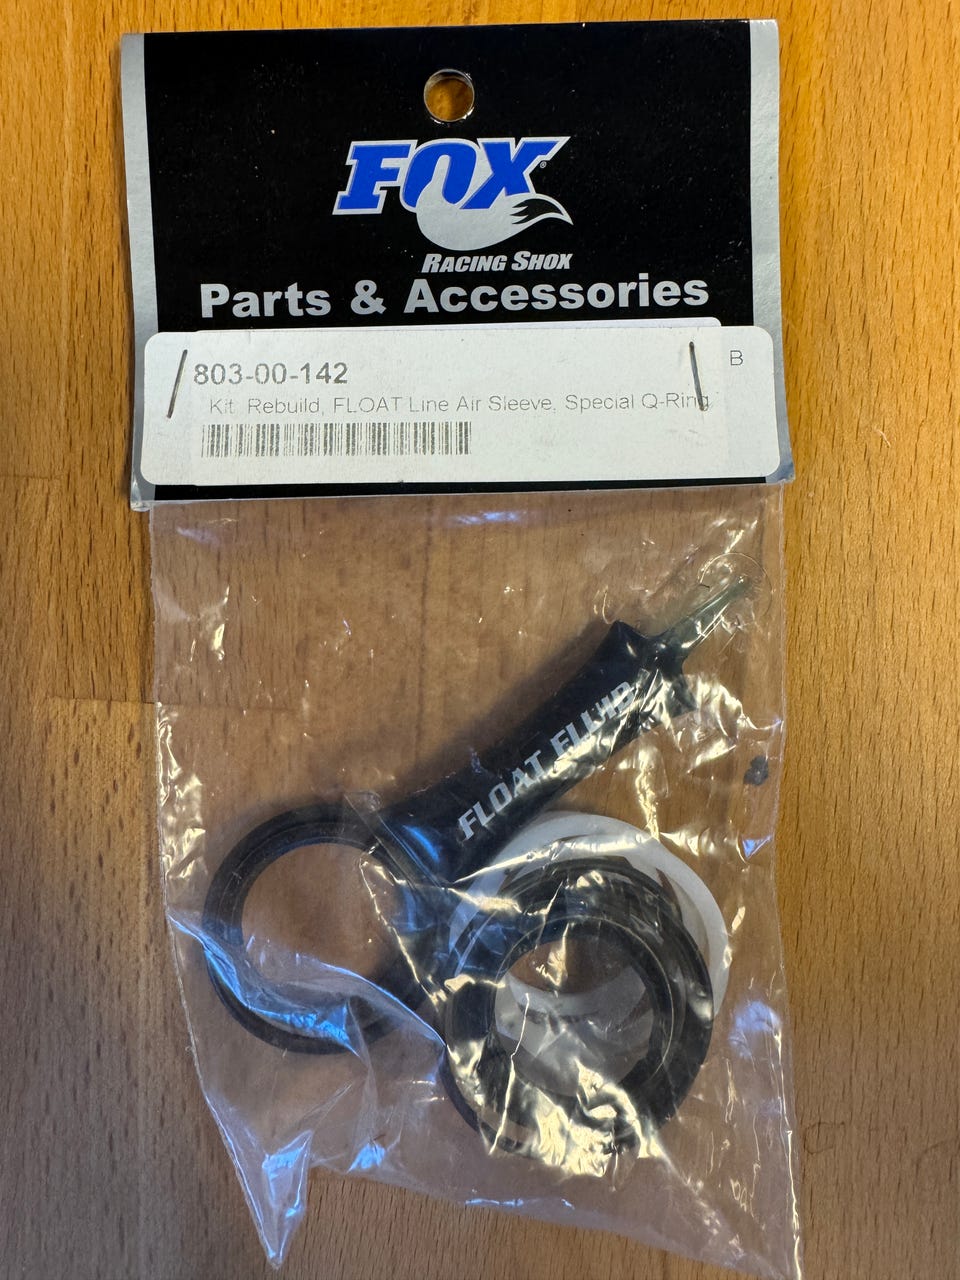 FOX®
RACING SHOX
Parts & Accessories
803-00-142
B
Kit: Rebuild, FLOAT Line Air Sleeve, Special Q-Ring
FLOAT FLUID